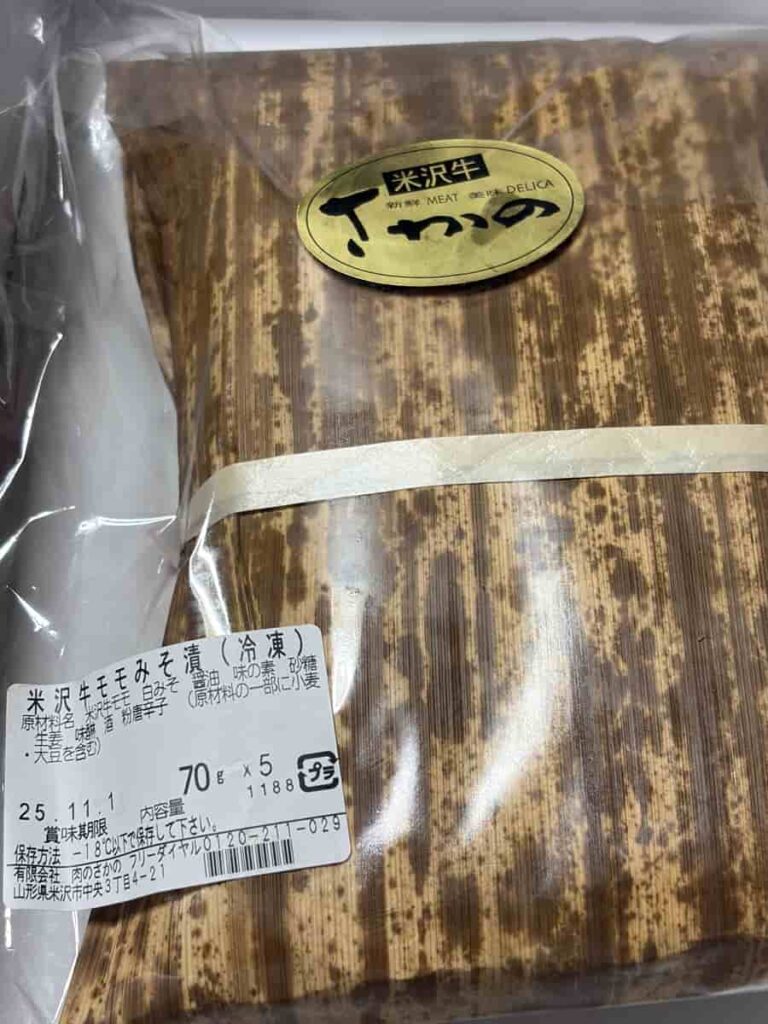 米沢牛
新鮮 MEAT 美味 DELICA
さかの
米沢牛モモみそ漬(冷凍)
原材料名 米沢牛モモ 白みそ 醤油 味の素 砂糖
生姜 味醂 酒 粉唐辛子 (原材料の一部に小麦
・大豆を含む)
70g x5
1188
プラ
25.11.1 内容量
賞味期限
保存方法 -18℃以下で保存して下さい。
有限会社 肉のさかの フリーダイヤル0120-211-029
山形県米沢市中央3丁目4-21